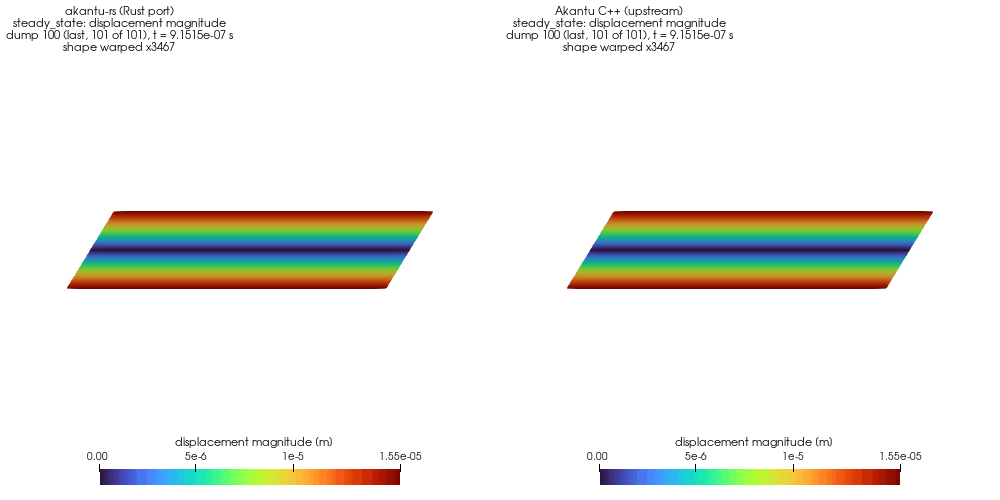 akantu-rs (Rust port)
steady_state: displacement magnitude
dump 100 (last, 101 of 101), t = 9.1515e-07 s
shape warped x3467
Akantu C++ (upstream)
steady_state: displacement magnitude
dump 100 (last, 101 of 101), t = 9.1515e-07 s
shape warped x3467
displacement magnitude (m)
0.00 5e-6 1e-5 1.55e-05
displacement magnitude (m)
0.00 5e-6 1e-5 1.55e-05